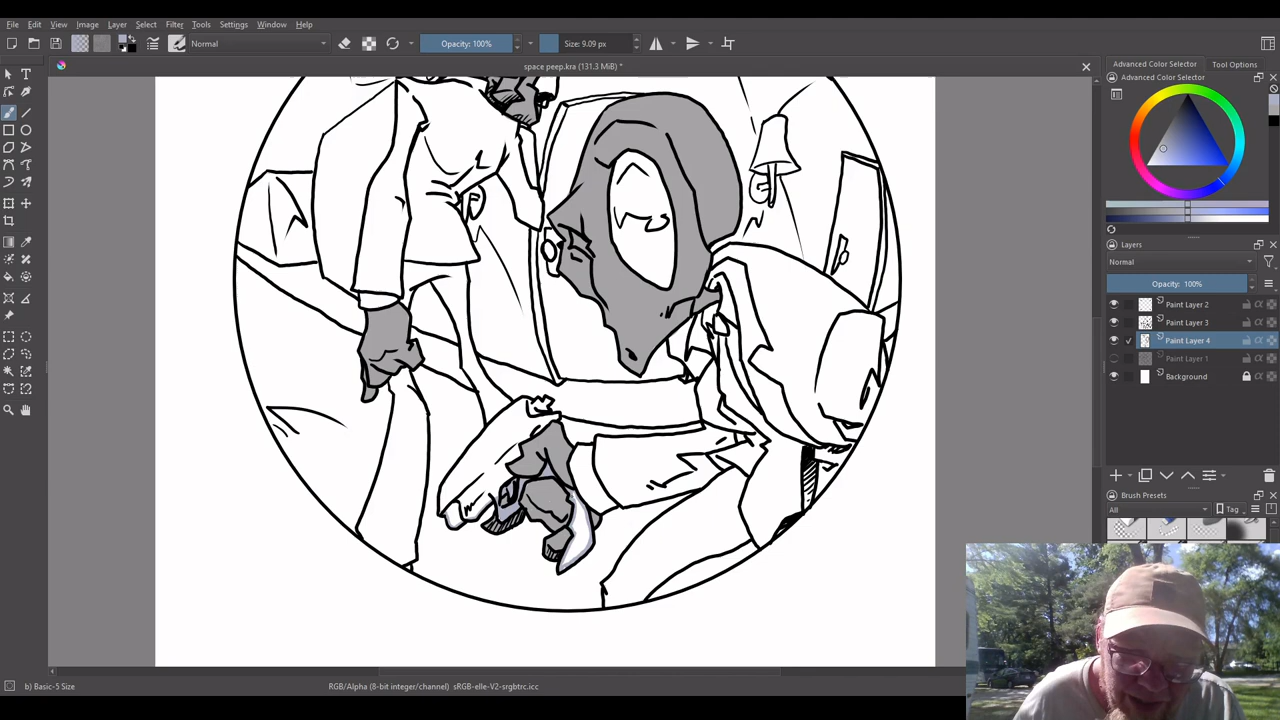 File Edit View Image Layer Select Filter Tools Settings Window Help
Normal Opacity: 100% Size: 9.09 px
space peep.kra (131.3 MiB) *
Advanced Color Selector Tool Options
Advanced Color Selector
Layers
Normal
Opacity: 100%
Paint Layer 2
Paint Layer 3
Paint Layer 4
Paint Layer 1
Background
Brush Presets
All Tag
b) Basic-5 Size RGB/Alpha (8-bit integer/channel) sRGB-elle-V2-srgbtrc.icc